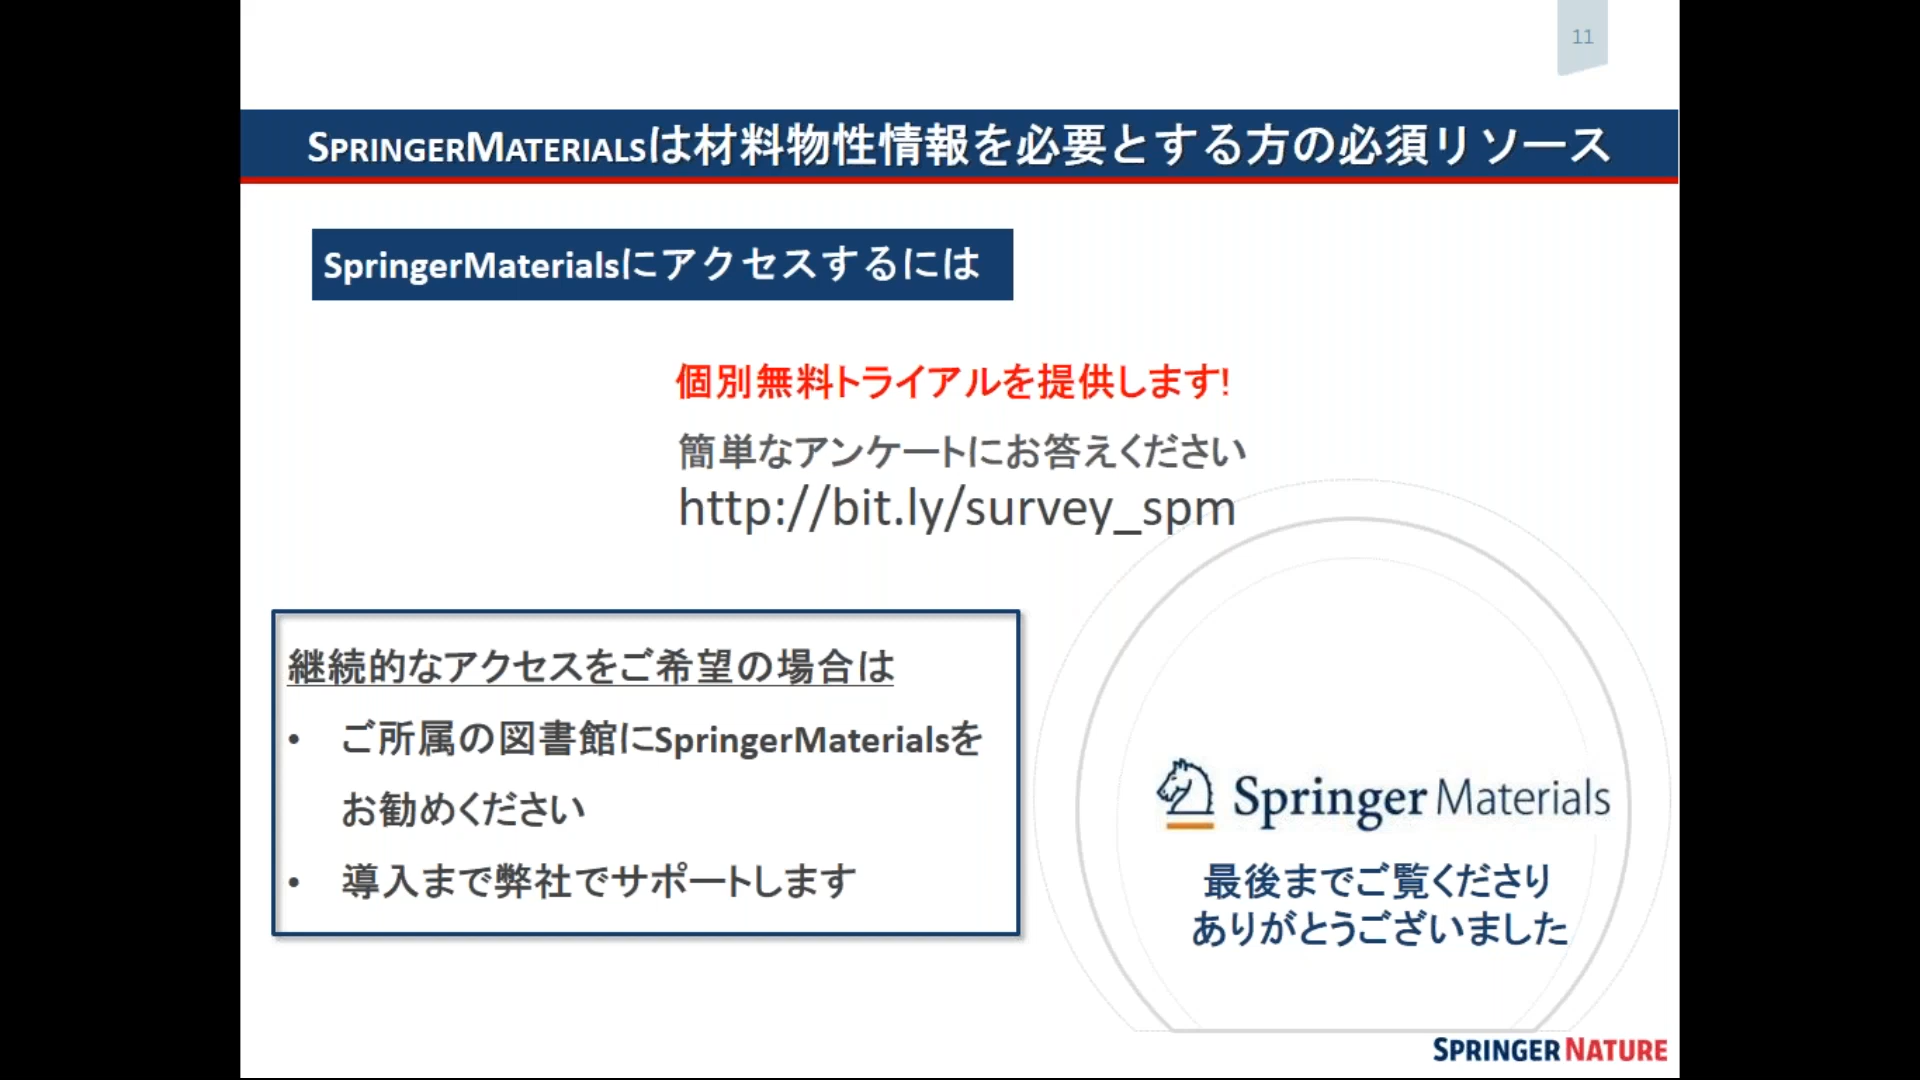 11
SPRINGERMATERIALSは材料物性情報を必要とする方の必須リソース
SpringerMaterialsにアクセスするには
個別無料トライアルを提供します!
簡単なアンケートにお答えください
http://bit.ly/survey_spm
継続的なアクセスをご希望の場合は
• ご所属の図書館にSpringerMaterialsを
お勧めください
• 導入まで弊社でサポートします
Springer Materials
最後までご覧くださり
ありがとうございました
SPRINGER NATURE